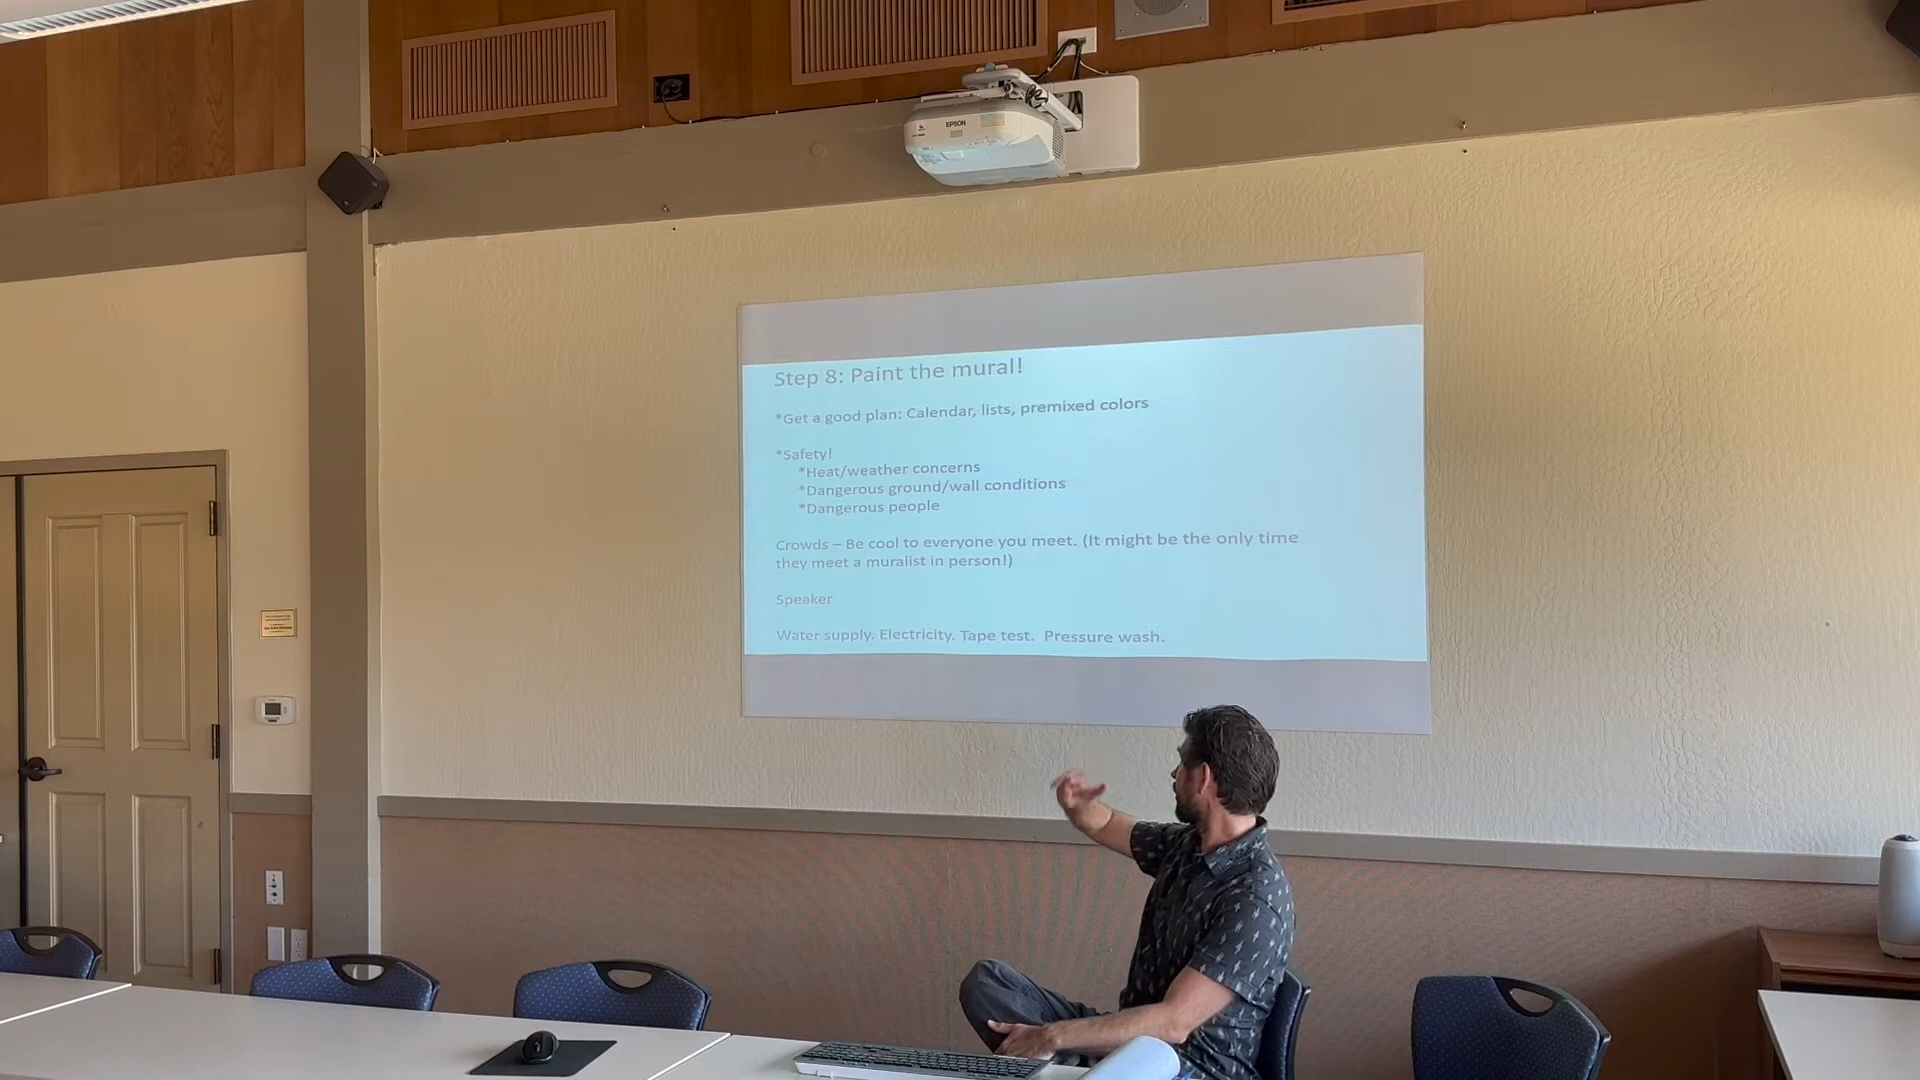 EPSON
Step 8: Paint the mural!
*Get a good plan: Calendar, lists, premixed colors
*Safety!
*Heat/weather concerns
*Dangerous ground/wall conditions
*Dangerous people
Crowds – Be cool to everyone you meet. (It might be the only time
they meet a muralist in person!)
Speaker
Water supply. Electricity. Tape test.  Pressure wash.